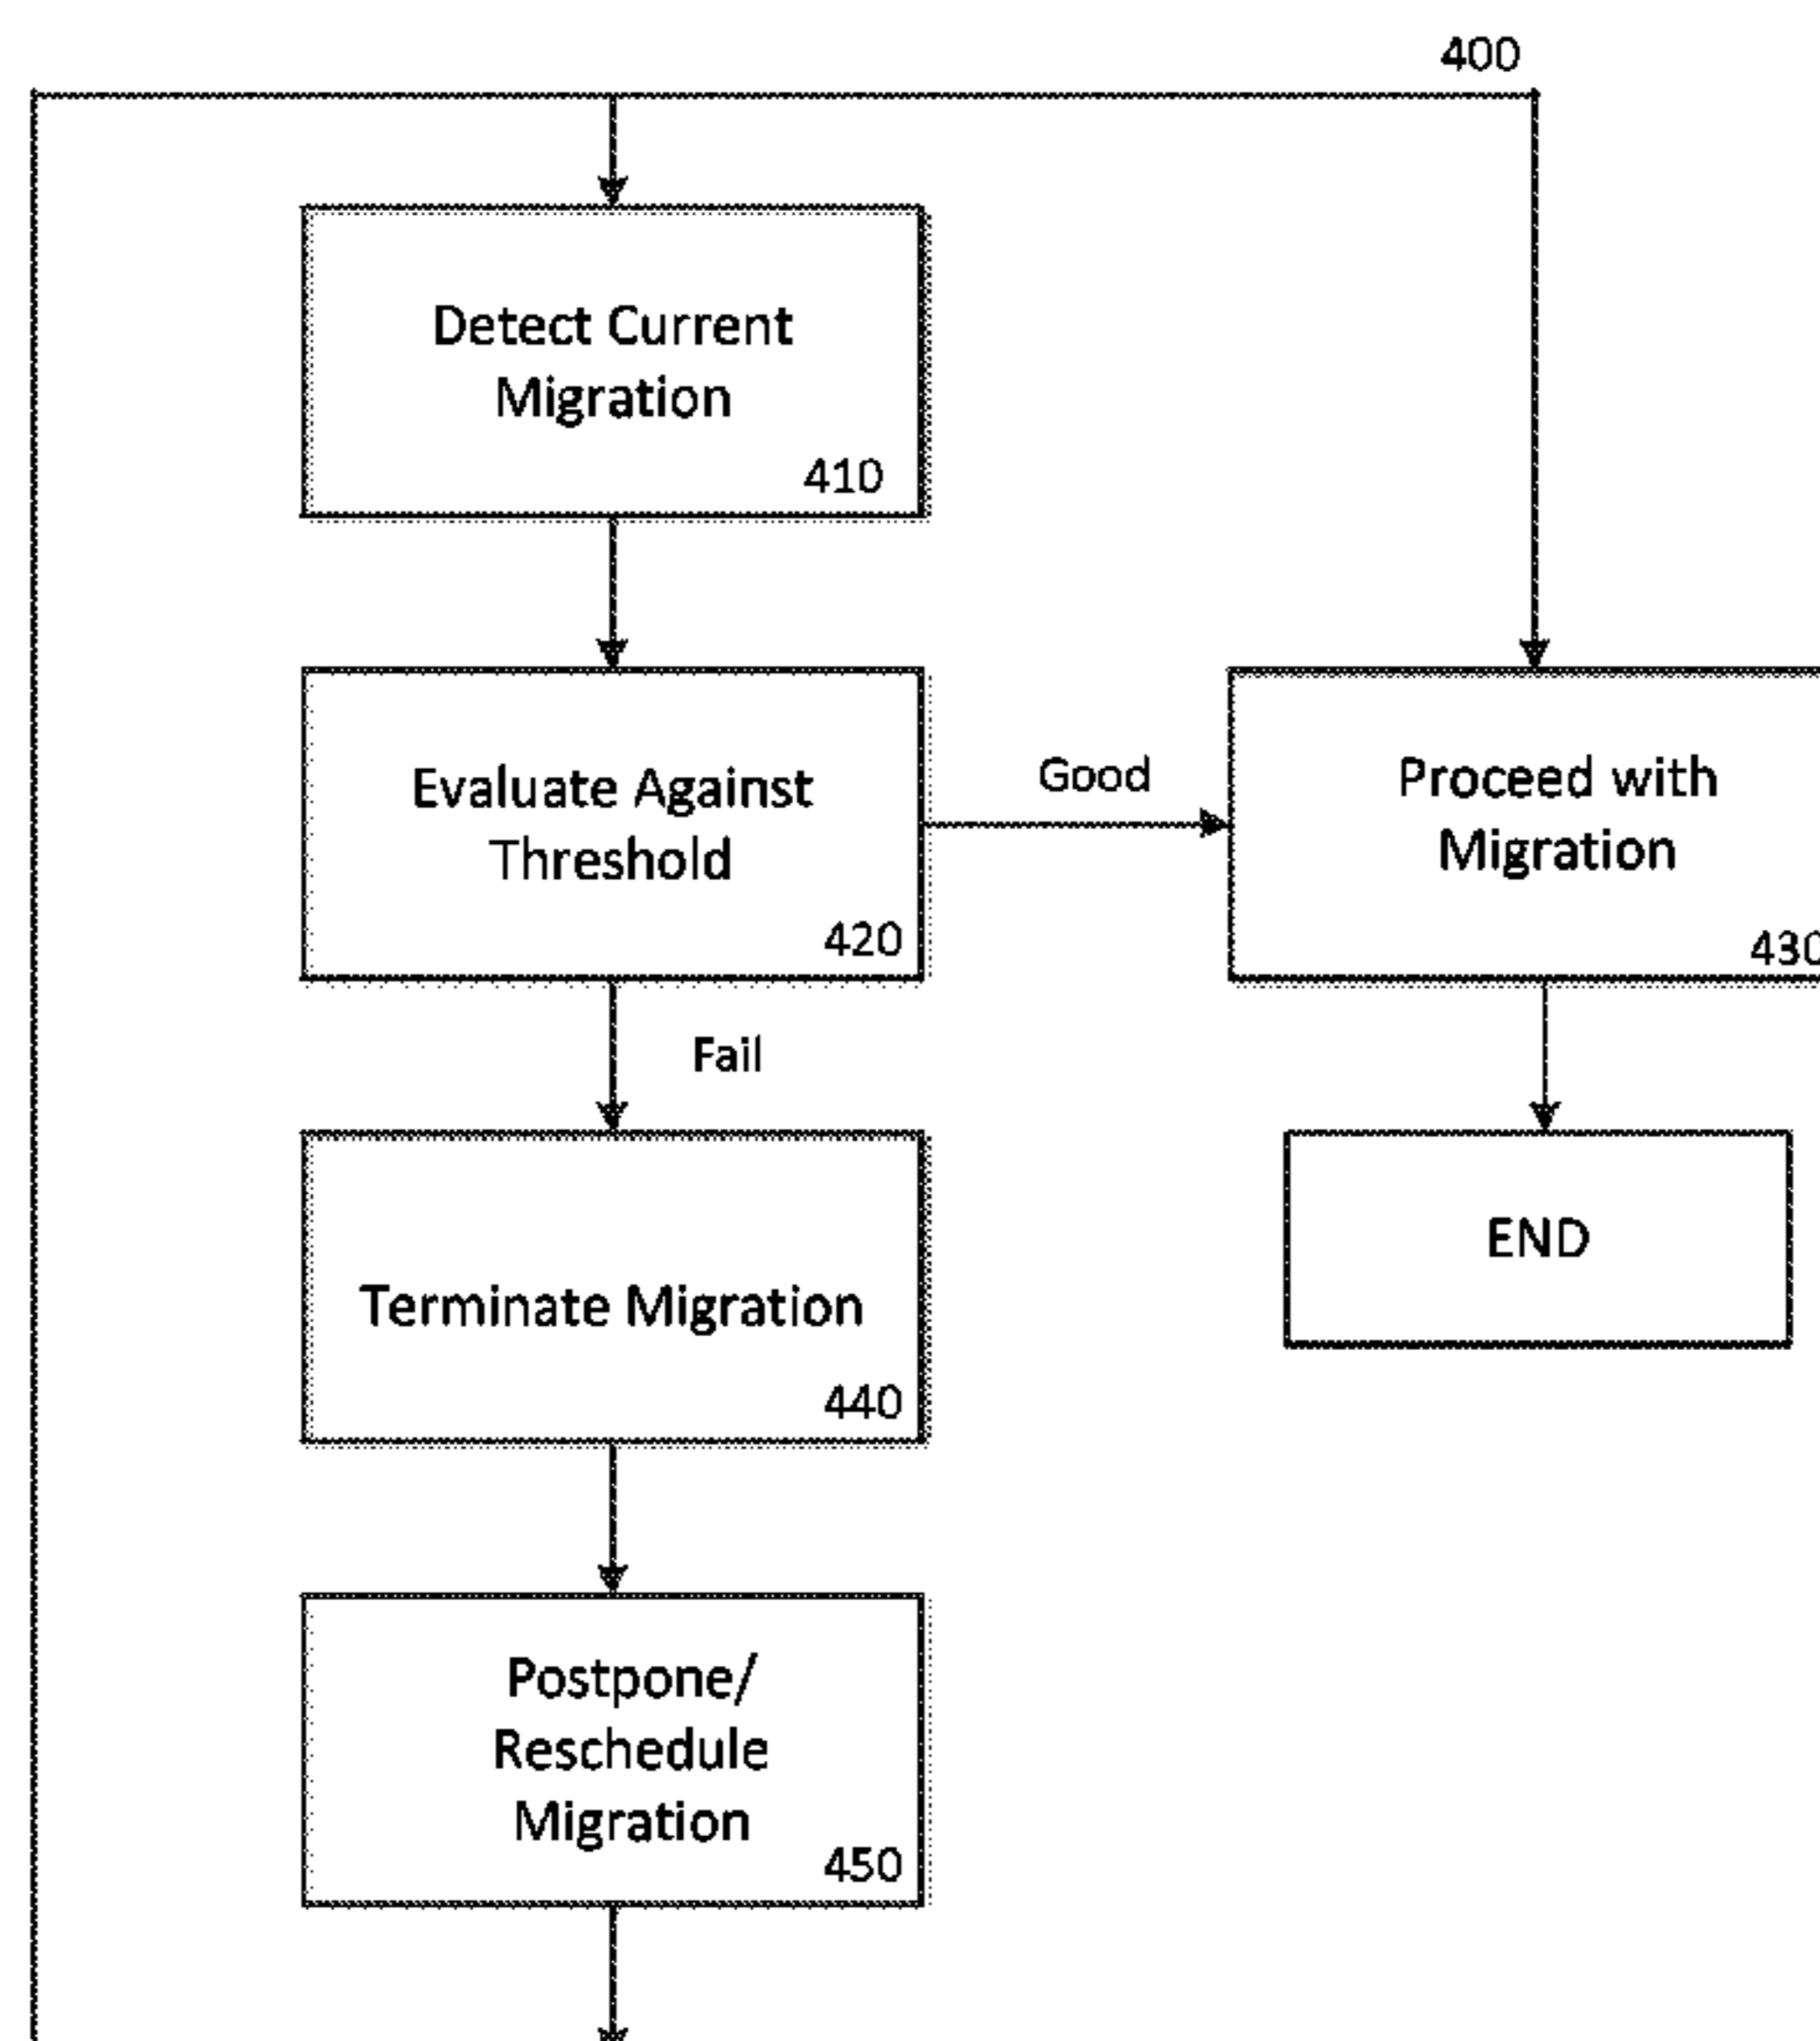 400
Detect Current
Migration
410
Evaluate Against
Threshold
420
Good
Proceed with
Migration
430
Fail
Terminate Migration
440
END
Postpone/
Reschedule
Migration
450